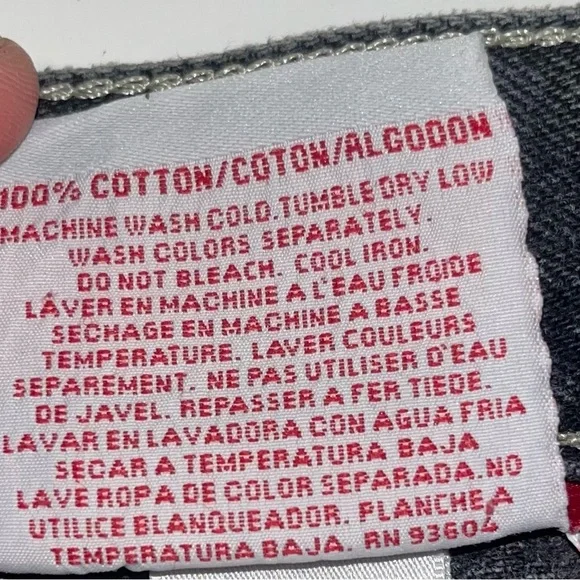 100% COTTON/COTON/ALGODON
MACHINE WASH COLD.TUMBLE DRY LOW
WASH COLORS SEPARATELY.
DO NOT BLEACH. COOL IRON.
LAVER EN MACHINE A L'EAU FROIDE
SECHAGE EN MACHINE A BASSE
TEMPERATURE. LAVER COULEURS
SEPAREMENT. NE PAS UTILISER D'EAU
DE JAVEL. REPASSER A FER TIEDE.
LAVAR EN LAVADORA CON AGUA FRIA
SECAR A TEMPERATURA BAJA
LAVE ROPA DE COLOR SEPARADA.NO
UTILICE BLANQUEADOR. PLANCHE A
TEMPERATURA BAJA. RN 93604